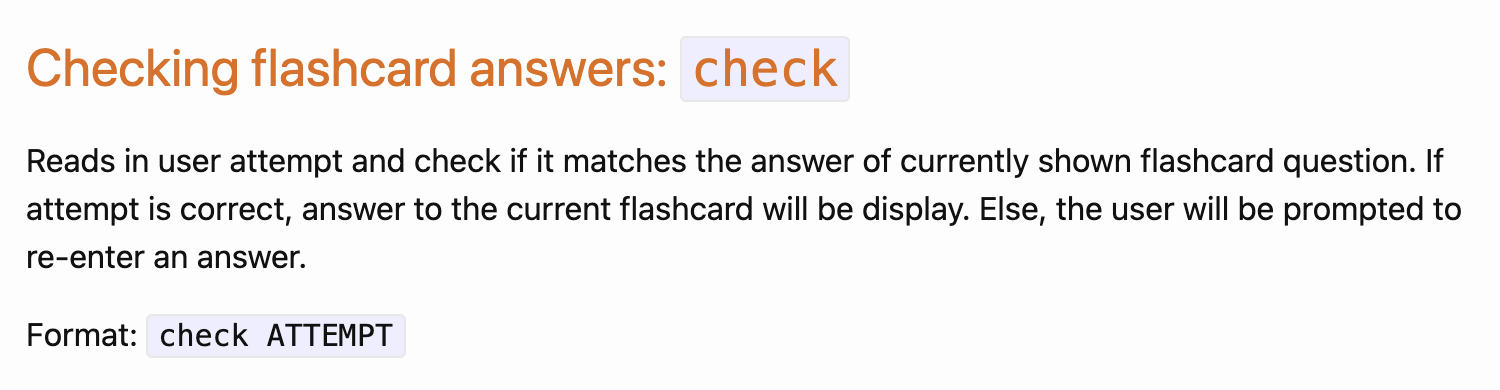 Checking flashcard answers: check
Reads in user attempt and check if it matches the answer of currently shown flashcard question. If
attempt is correct, answer to the current flashcard will be display. Else, the user will be prompted to
re-enter an answer.
Format: check ATTEMPT